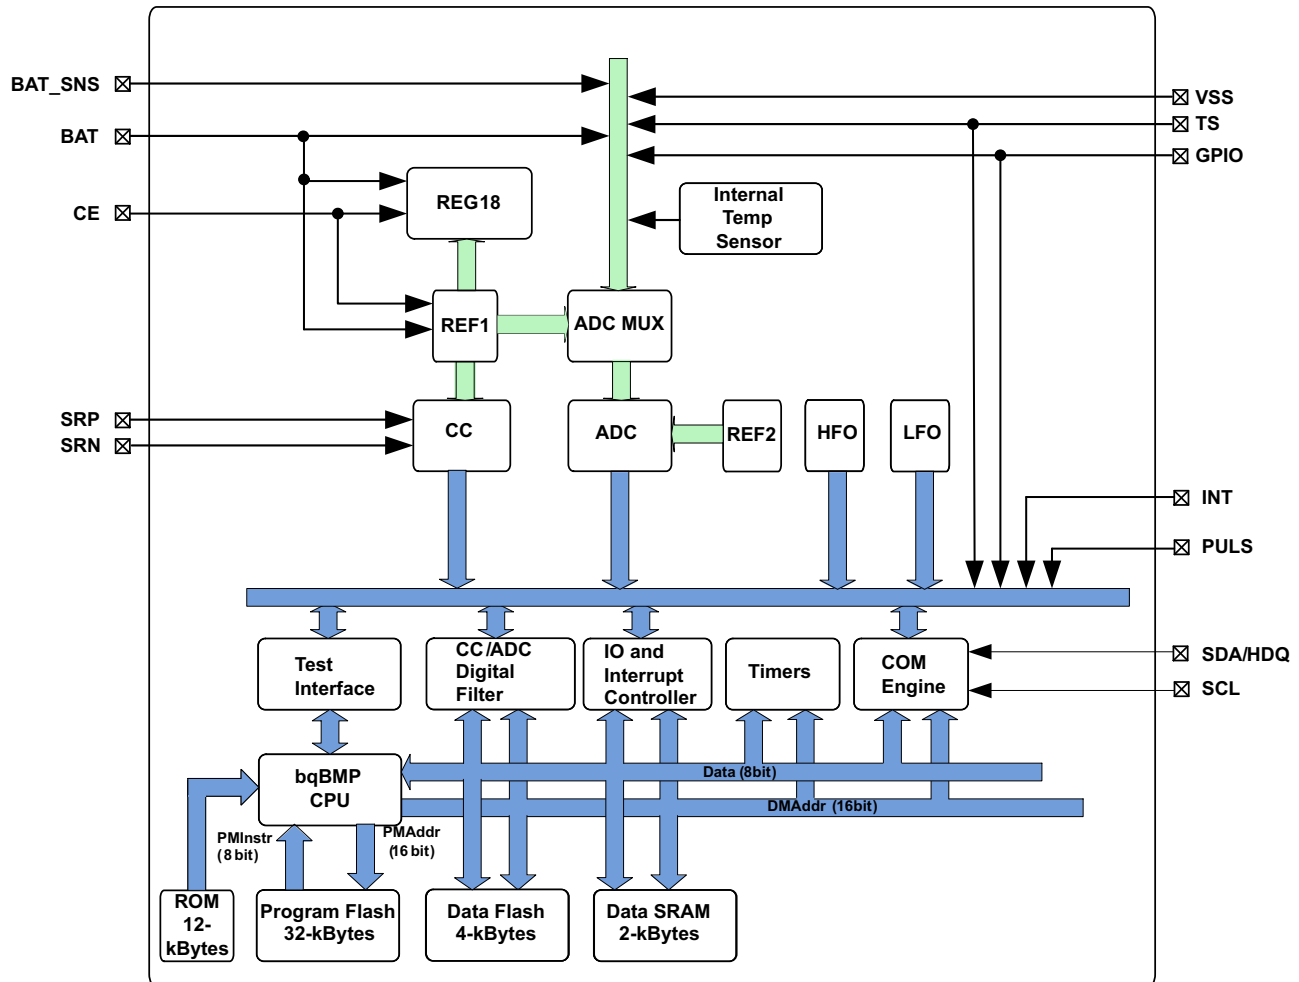 BAT_SNS
VSS
TS
BAT
GPIO
REG18
Internal
Temp
Sensor
CE
REF1
ADC MUX
SRP
SRN
CC
ADC
REF2
HFO
LFO
INT
PULS
Test
Interface
CC/ADC
Digital
Filter
IO and
Interrupt
Controller
Timers
COM
Engine
SDA/HDQ
SCL
bqBMP
CPU
Data (8bit)
DMAddr (16bit)
PMInstr
(8 bit)
PMAddr
(16 bit)
ROM
12-
kBytes
Program Flash
32-kBytes
Data Flash
4-kBytes
Data SRAM
2-kBytes